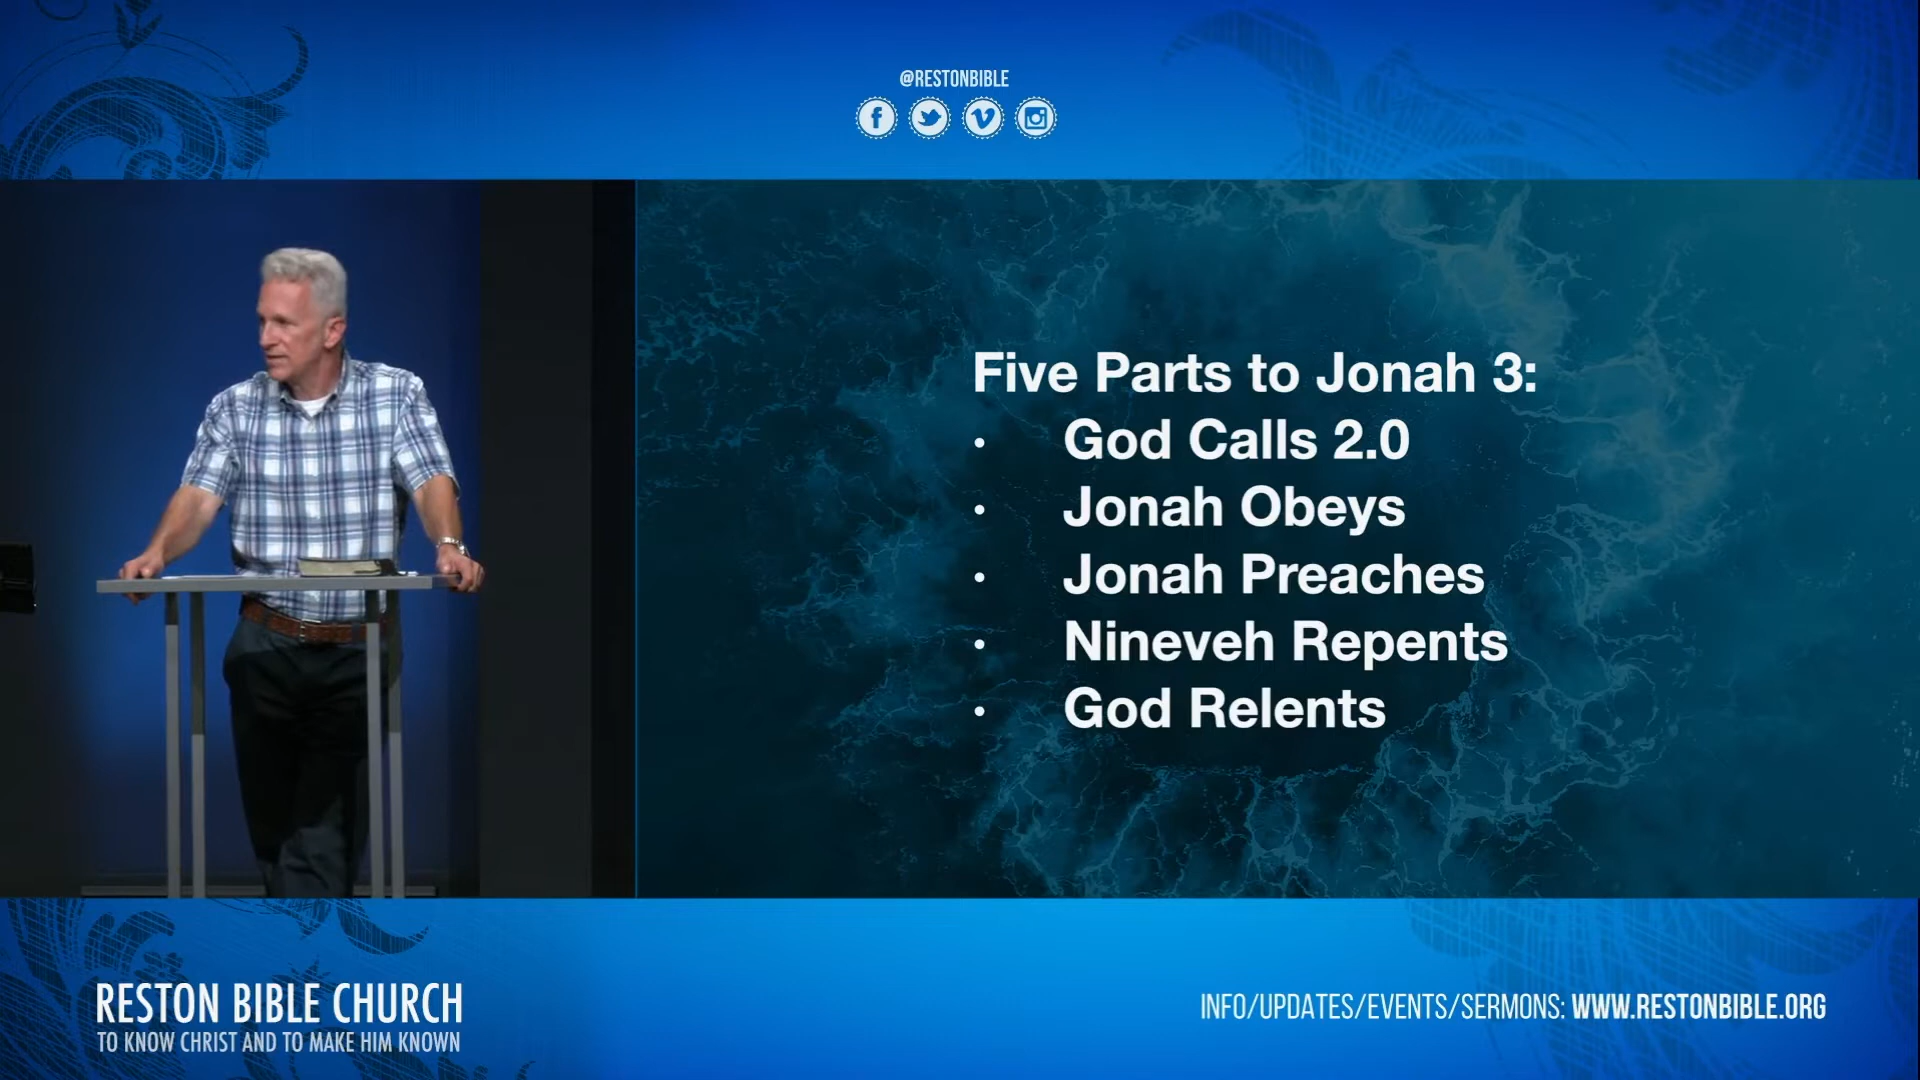 @RESTONBIBLE
Five Parts to Jonah 3:
• God Calls 2.0
• Jonah Obeys
• Jonah Preaches
• Nineveh Repents
• God Relents
RESTON BIBLE CHURCH
TO KNOW CHRIST AND TO MAKE HIM KNOWN
INFO/UPDATES/EVENTS/SERMONS: WWW.RESTONBIBLE.ORG